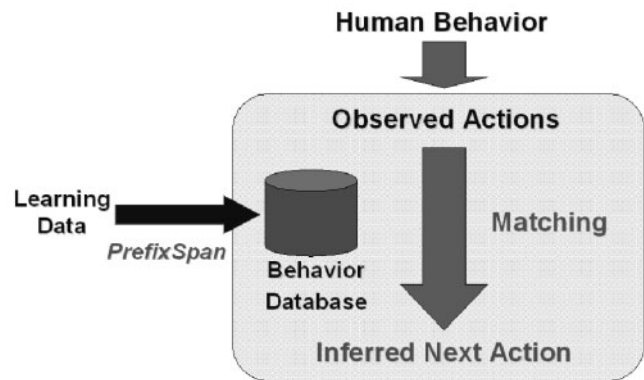 Human Behavior
Observed Actions
Learning
Data
PrefixSpan
Matching
Behavior
Database
Inferred Next Action